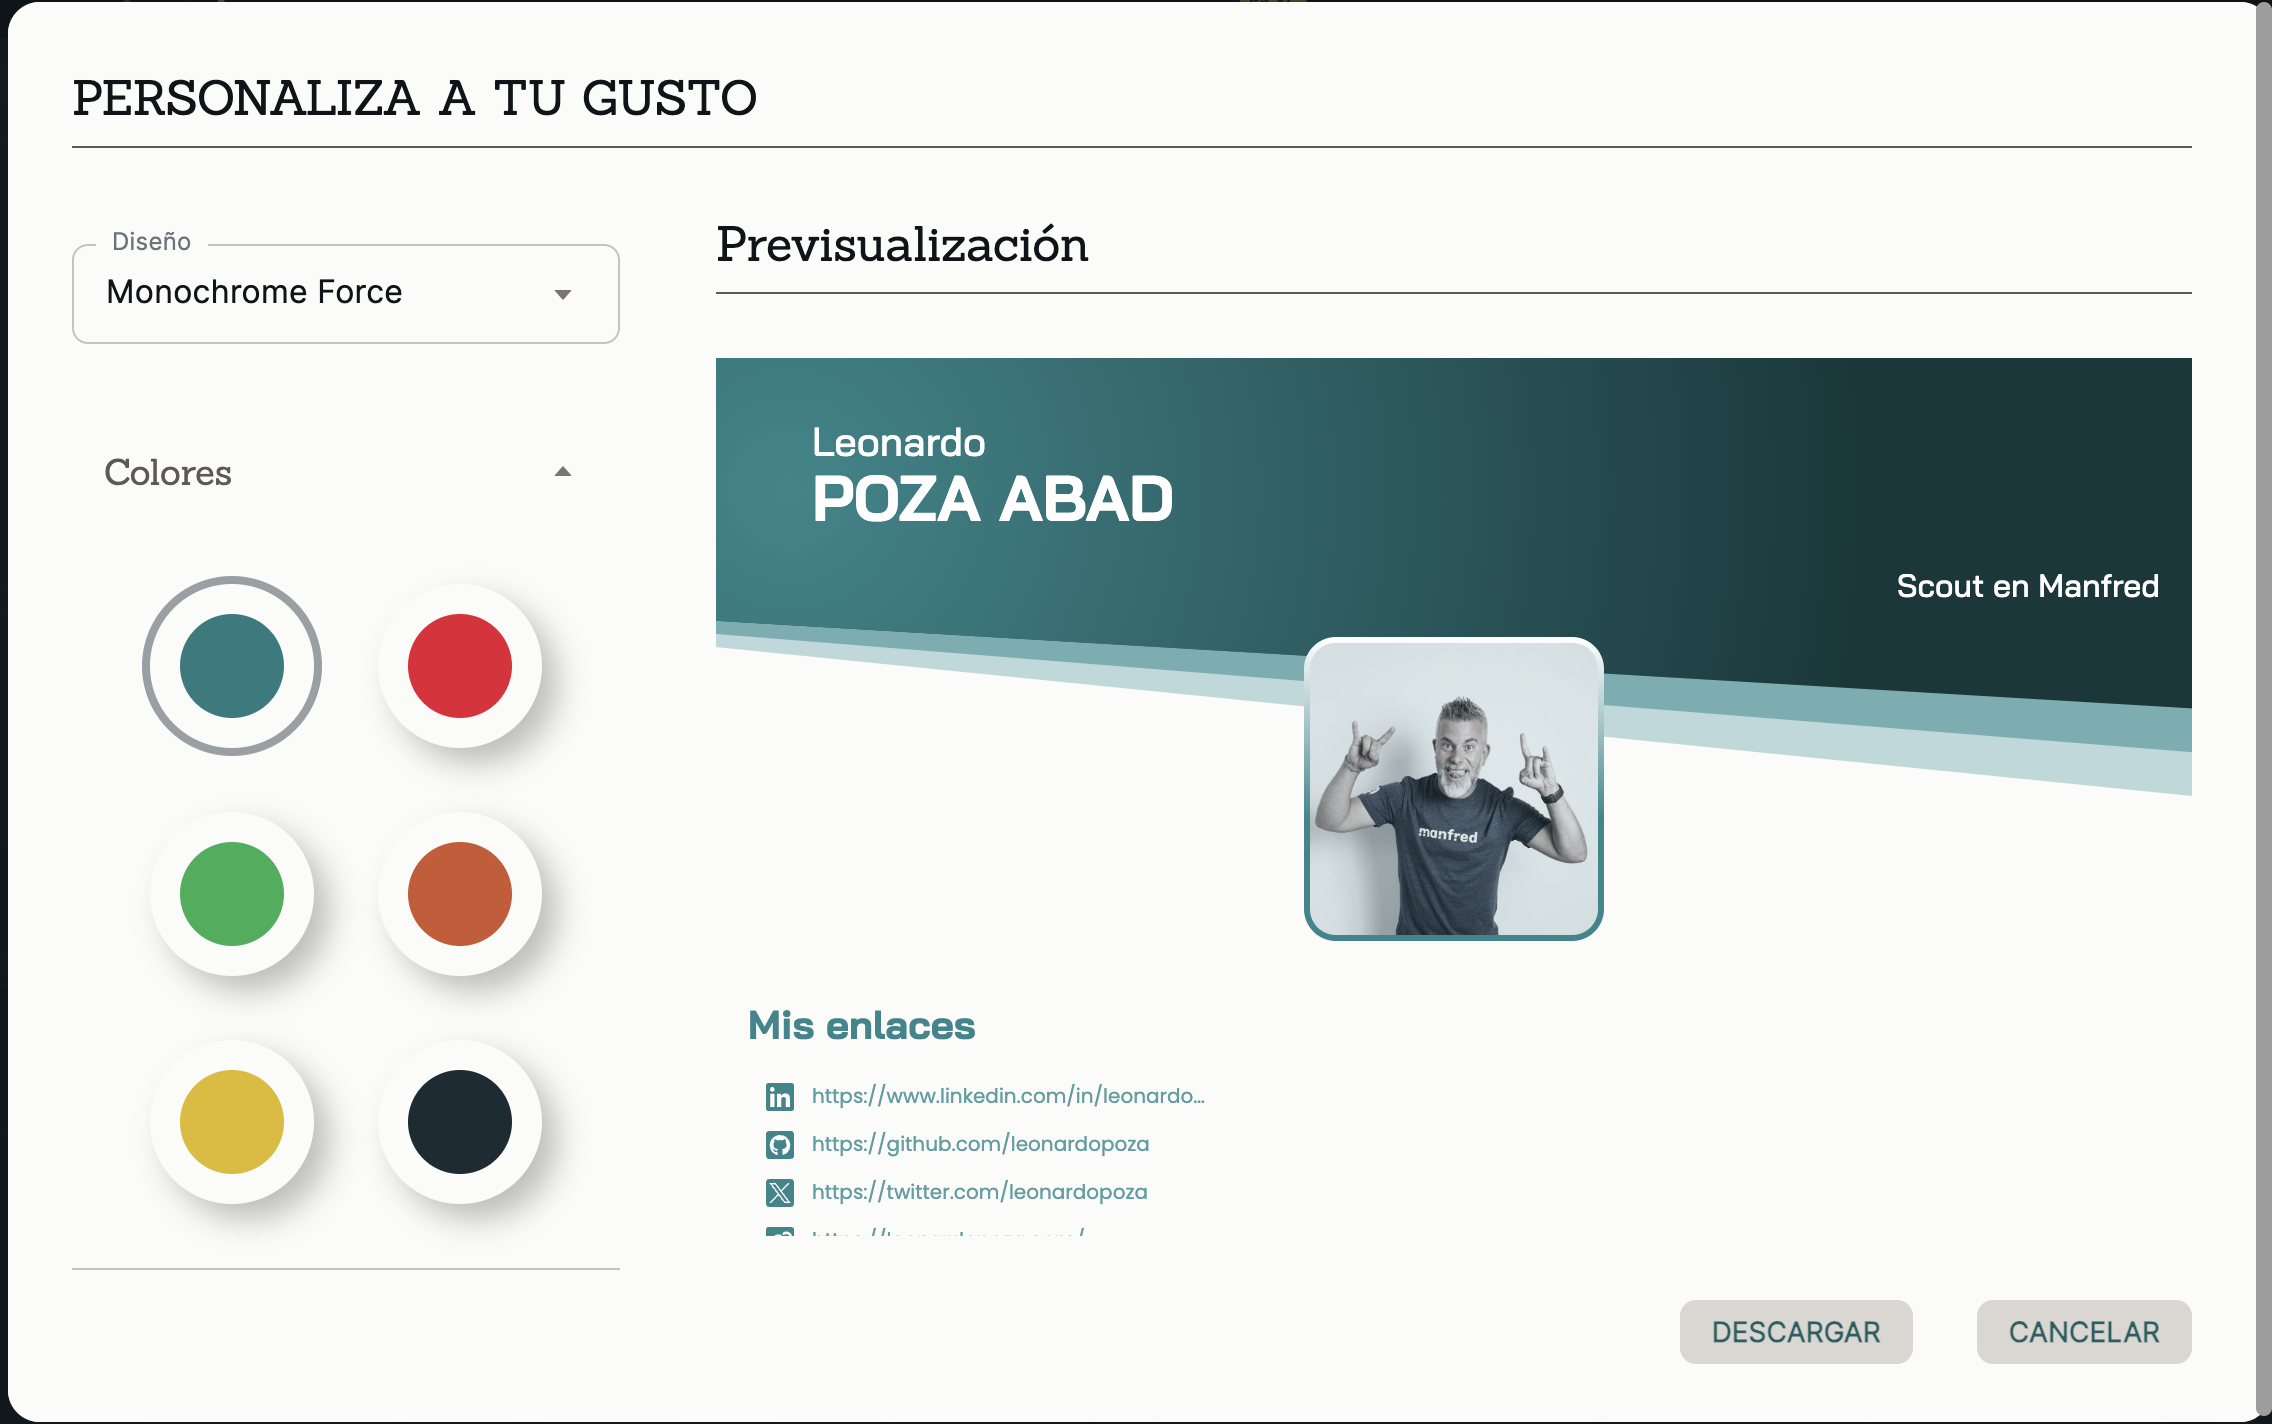 PERSONALIZA A TU GUSTO
Diseño
Monochrome Force
Colores
Previsualización
Leonardo
POZA ABAD
Scout en Manfred
manfred
Mis enlaces
https://www.linkedin.com/in/leonardo...
https://github.com/leonardopoza
https://twitter.com/leonardopoza
DESCARGAR
CANCELAR